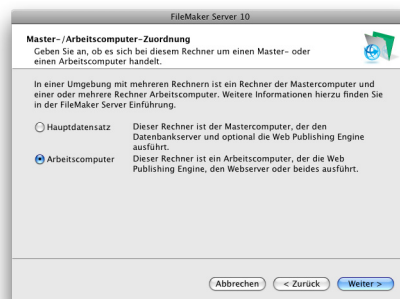 FileMaker Server 10
Master-/Arbeitscomputer-Zuordnung
Geben Sie an, ob es sich bei diesem Rechner um einen Master- oder
einen Arbeitscomputer handelt.
In einer Umgebung mit mehreren Rechnern ist ein Rechner der Mastercomputer und
einer oder mehrere Rechner Arbeitscomputer. Weitere Informationen hierzu finden Sie
in der FileMaker Server Einführung.
Hauptdatensatz Dieser Rechner ist der Mastercomputer, der den
Datenbankserver und optional die Web Publishing Engine
ausführt.
Arbeitscomputer Dieser Rechner ist ein Arbeitscomputer, der die Web
Publishing Engine, den Webserver oder beides ausführt.
Abbrechen < Zurück Weiter >